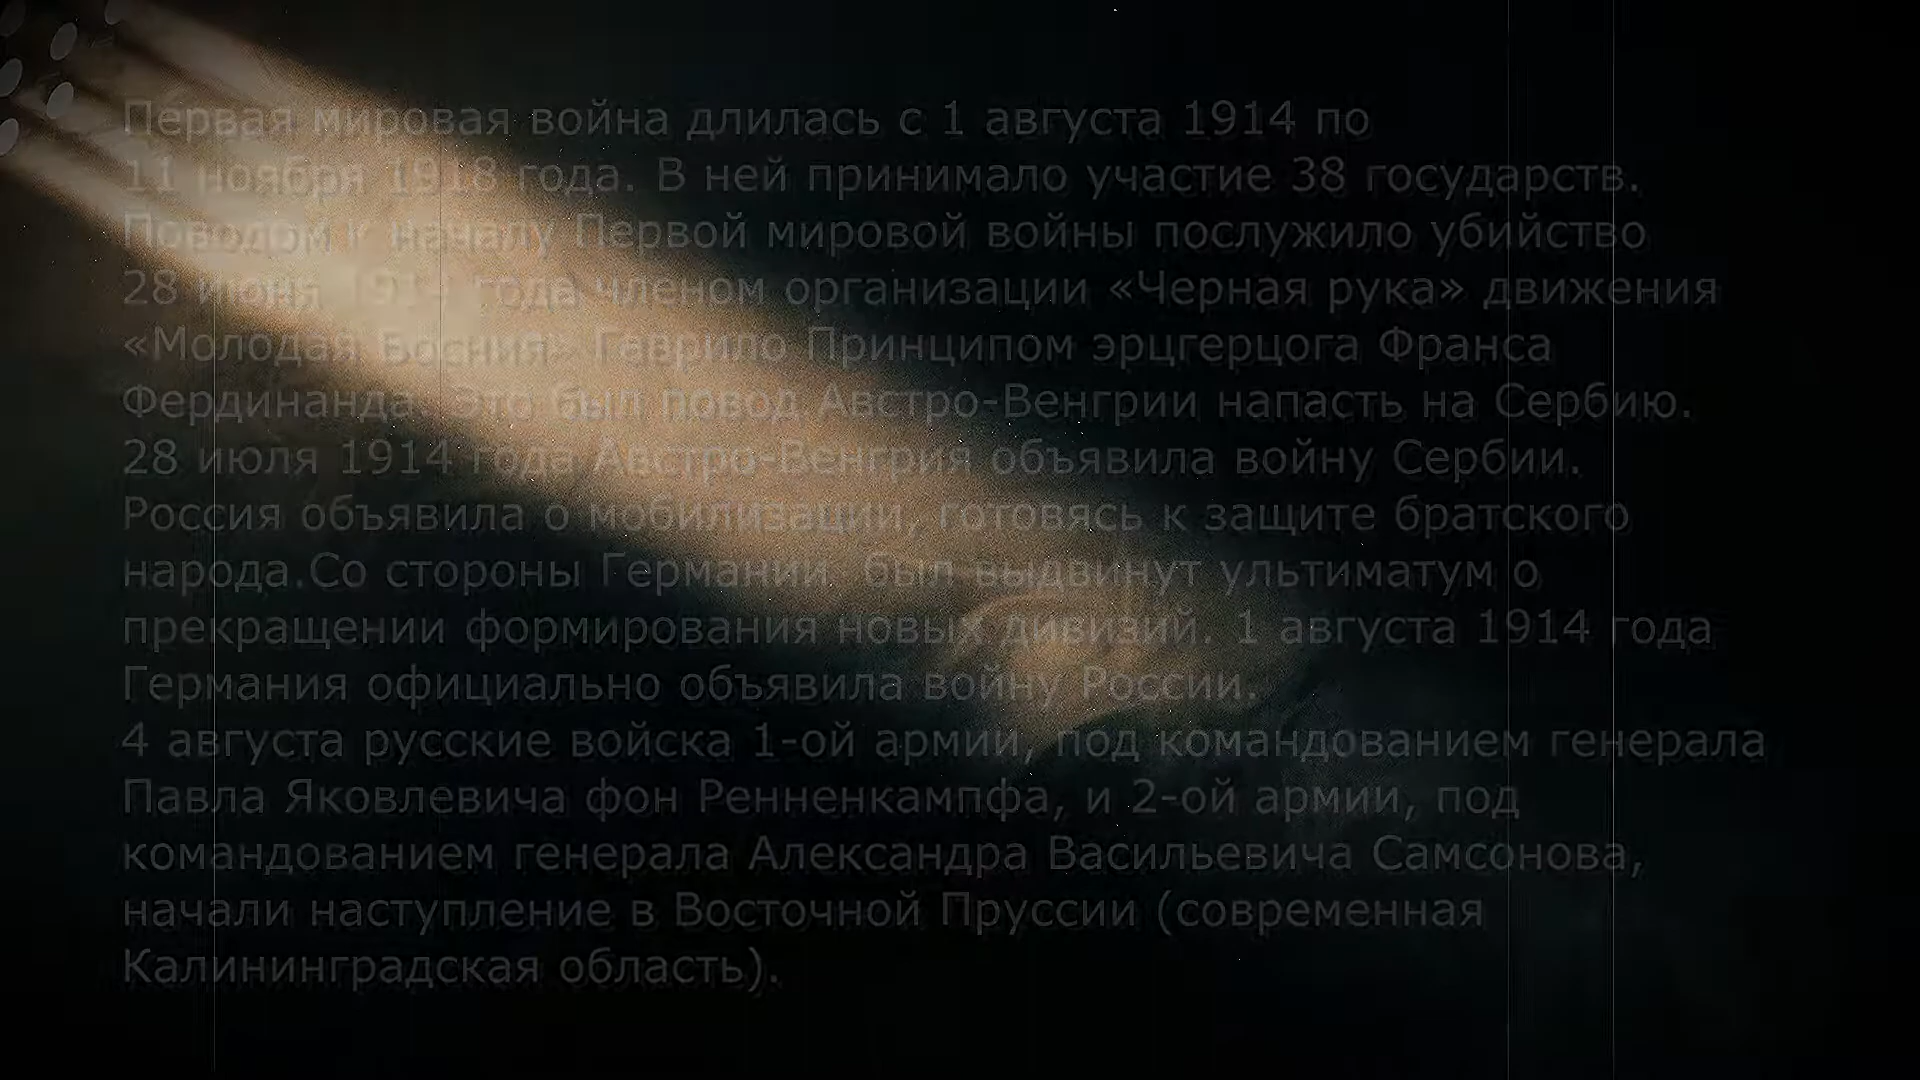 Первая мировая война длилась с 1 августа 1914 по
11 ноября 1918 года. В ней принимало участие 38 государств.
Поводом к началу Первой мировой войны послужило убийство
28 июня 1914 года членом организации «Черная рука» движения
«Молодая Босния» Гаврило Принципом эрцгерцога Франса
Фердинанда. Это был повод Австро-Венгрии напасть на Сербию.
28 июля 1914 года Австро-Венгрия объявила войну Сербии.
Россия объявила о мобилизации, готовясь к защите братского
народа.Со стороны Германии  был выдвинут ультиматум о
прекращении формирования новых дивизий. 1 августа 1914 года
Германия официально объявила войну России.
4 августа русские войска 1-ой армии, под командованием генерала
Павла Яковлевича фон Ренненкампфа, и 2-ой армии, под
командованием генерала Александра Васильевича Самсонова,
начали наступление в Восточной Пруссии (современная
Калининградская область).